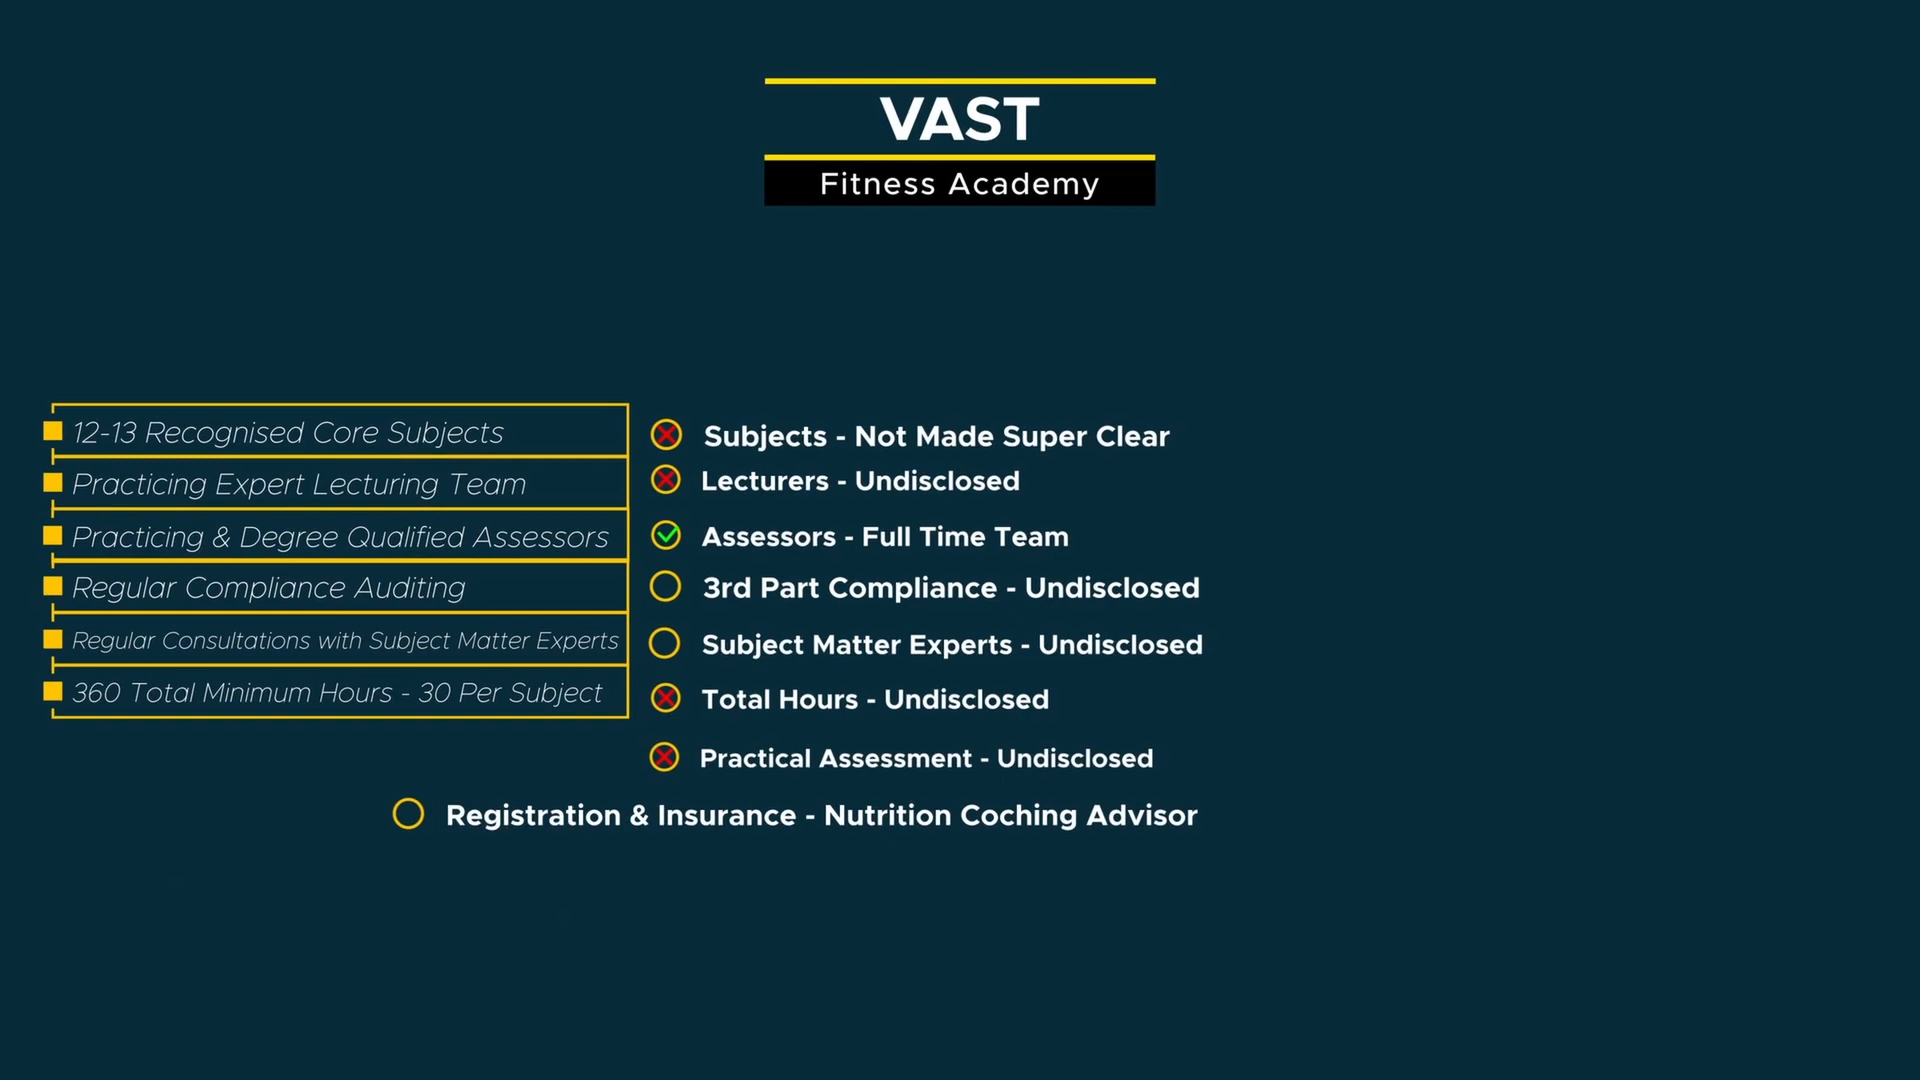 VAST
Fitness Academy
12-13 Recognised Core Subjects
Subjects - Not Made Super Clear
Practicing Expert Lecturing Team
Lecturers - Undisclosed
Practicing & Degree Qualified Assessors
Assessors - Full Time Team
Regular Compliance Auditing
3rd Part Compliance - Undisclosed
Regular Consultations with Subject Matter Experts
Subject Matter Experts - Undisclosed
360 Total Minimum Hours - 30 Per Subject
Total Hours - Undisclosed
Practical Assessment - Undisclosed
Registration & Insurance - Nutrition Coching Advisor